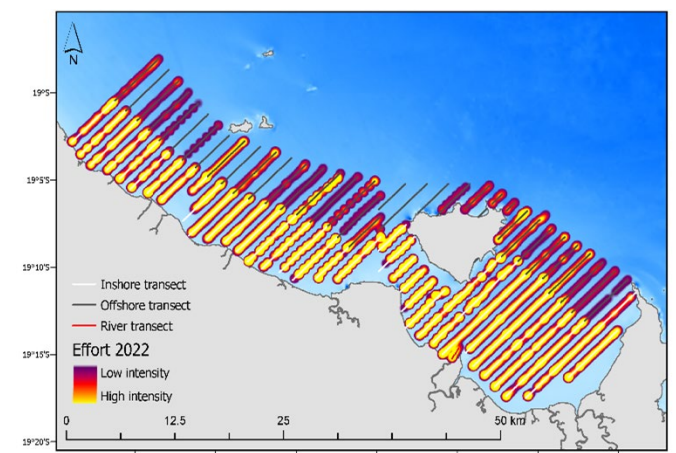 N
19°S
19°5'S
19°10'S
Inshore transect
Offshore transect
River transect
19°15'S
Effort 2022
Low intensity
High intensity
0 12.5 25 50 km
19°20'S